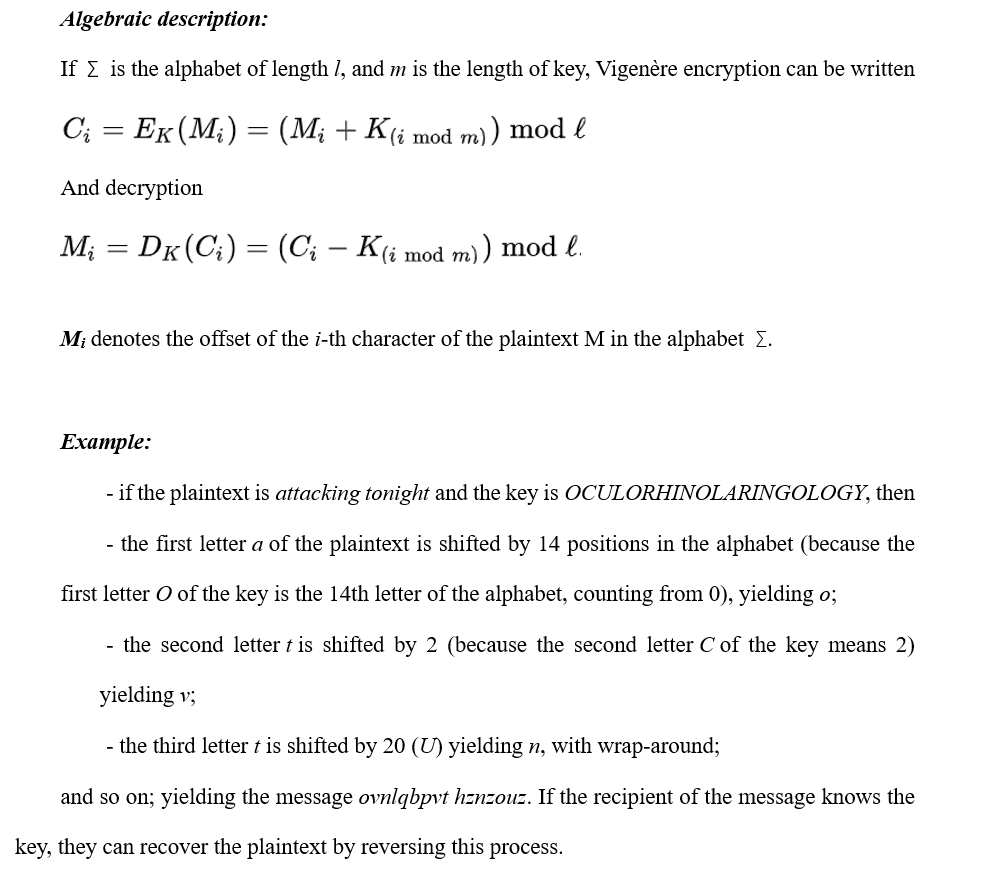 Algebraic description:
If Σ is the alphabet of length l, and m is the length of key, Vigenère encryption can be written
C_i = E_K(M_i) = (M_i + K_(i mod m)) mod ℓ
And decryption
M_i = D_K(C_i) = (C_i − K_(i mod m)) mod ℓ.
M_i denotes the offset of the i-th character of the plaintext M in the alphabet Σ.
Example:
- if the plaintext is attacking tonight and the key is OCULORHINOLARINGOLOGY, then
- the first letter a of the plaintext is shifted by 14 positions in the alphabet (because the
first letter O of the key is the 14th letter of the alphabet, counting from 0), yielding o;
- the second letter t is shifted by 2 (because the second letter C of the key means 2)
yielding v;
- the third letter t is shifted by 20 (U) yielding n, with wrap-around;
and so on; yielding the message ovnlqbpvt hznzouz. If the recipient of the message knows the
key, they can recover the plaintext by reversing this process.